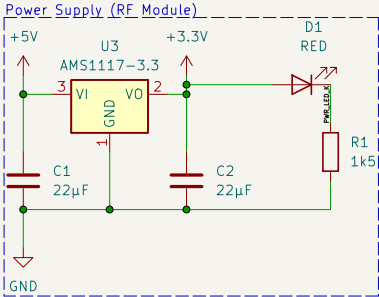 Power Supply (RF Module)
+5V
U3
AMS1117-3.3
+3.3V
D1
RED
3
VI
VO
2
GND
1
PWR_LED_K
C1
22µF
C2
22µF
R1
1k5
GND